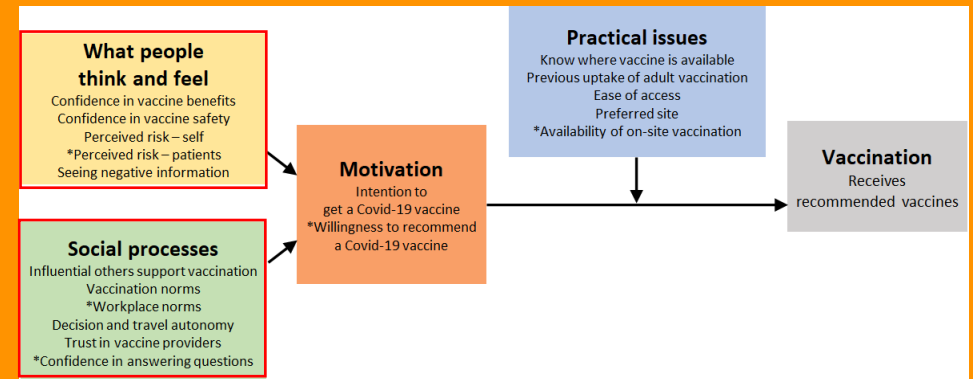 What people
think and feel
Confidence in vaccine benefits
Confidence in vaccine safety
Perceived risk – self
*Perceived risk – patients
Seeing negative information
Social processes
Influential others support vaccination
Vaccination norms
*Workplace norms
Decision and travel autonomy
Trust in vaccine providers
*Confidence in answering questions
Motivation
Intention to
get a Covid-19 vaccine
*Willingness to recommend
a Covid-19 vaccine
Practical issues
Know where vaccine is available
Previous uptake of adult vaccination
Ease of access
Preferred site
*Availability of on-site vaccination
Vaccination
Receives
recommended vaccines